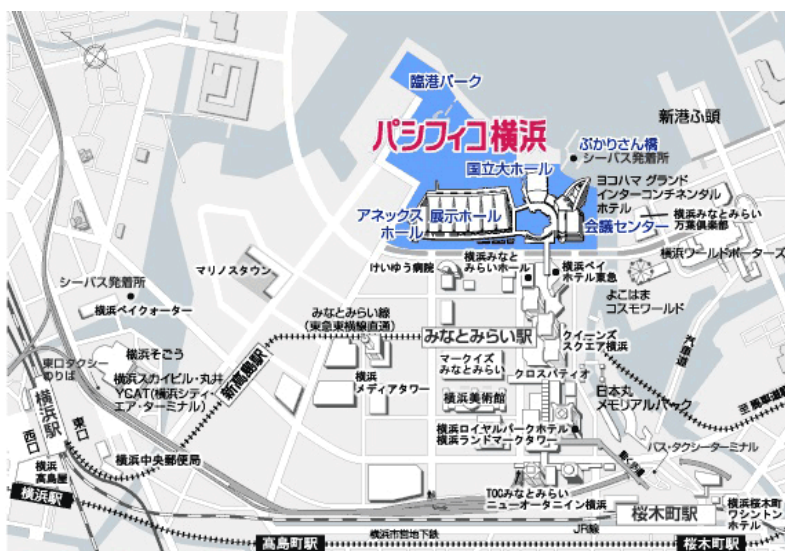 臨港パーク
パシフィコ横浜
国立大ホール
ぷかりさん橋
シーバス発着所
新港ふ頭
ヨコハマ グランド
インターコンチネンタル
ホテル
横浜みなとみらい
万葉倶楽部
アネックス
ホール
展示ホール
会議センター
横浜ワールドポーターズ
けいゆう病院
横浜みなと
みらいホール
横浜ベイ
ホテル東急
よこはま
コスモワールド
マリノスタウン
シーバス発着所
横浜ベイクォーター
みなとみらい線
(東急東横線直通)
みなとみらい駅
クイーンズ
スクエア横浜
汽車道
マークイズ
みなとみらい
クロスパティオ
新高島駅
横浜
メディアタワー
横浜美術館
日本丸
メモリアルパーク
至馬車道駅
東口タクシー
のりば
横浜そごう
横浜スカイビル・丸井
YCAT(横浜シティ・
エア・ターミナル)
横浜駅
東口
西口
横浜
高島屋
横浜中央郵便局
横浜ロイヤルパークホテル
横浜ランドマークタワー
動く歩道
バス・タクシーターミナル
横浜駅
TOCみなとみらい
ニューオータニイン横浜
桜木町駅
横浜桜木町
ワシントン
ホテル
横浜市営地下鉄
JR線
高島町駅
桜木町駅